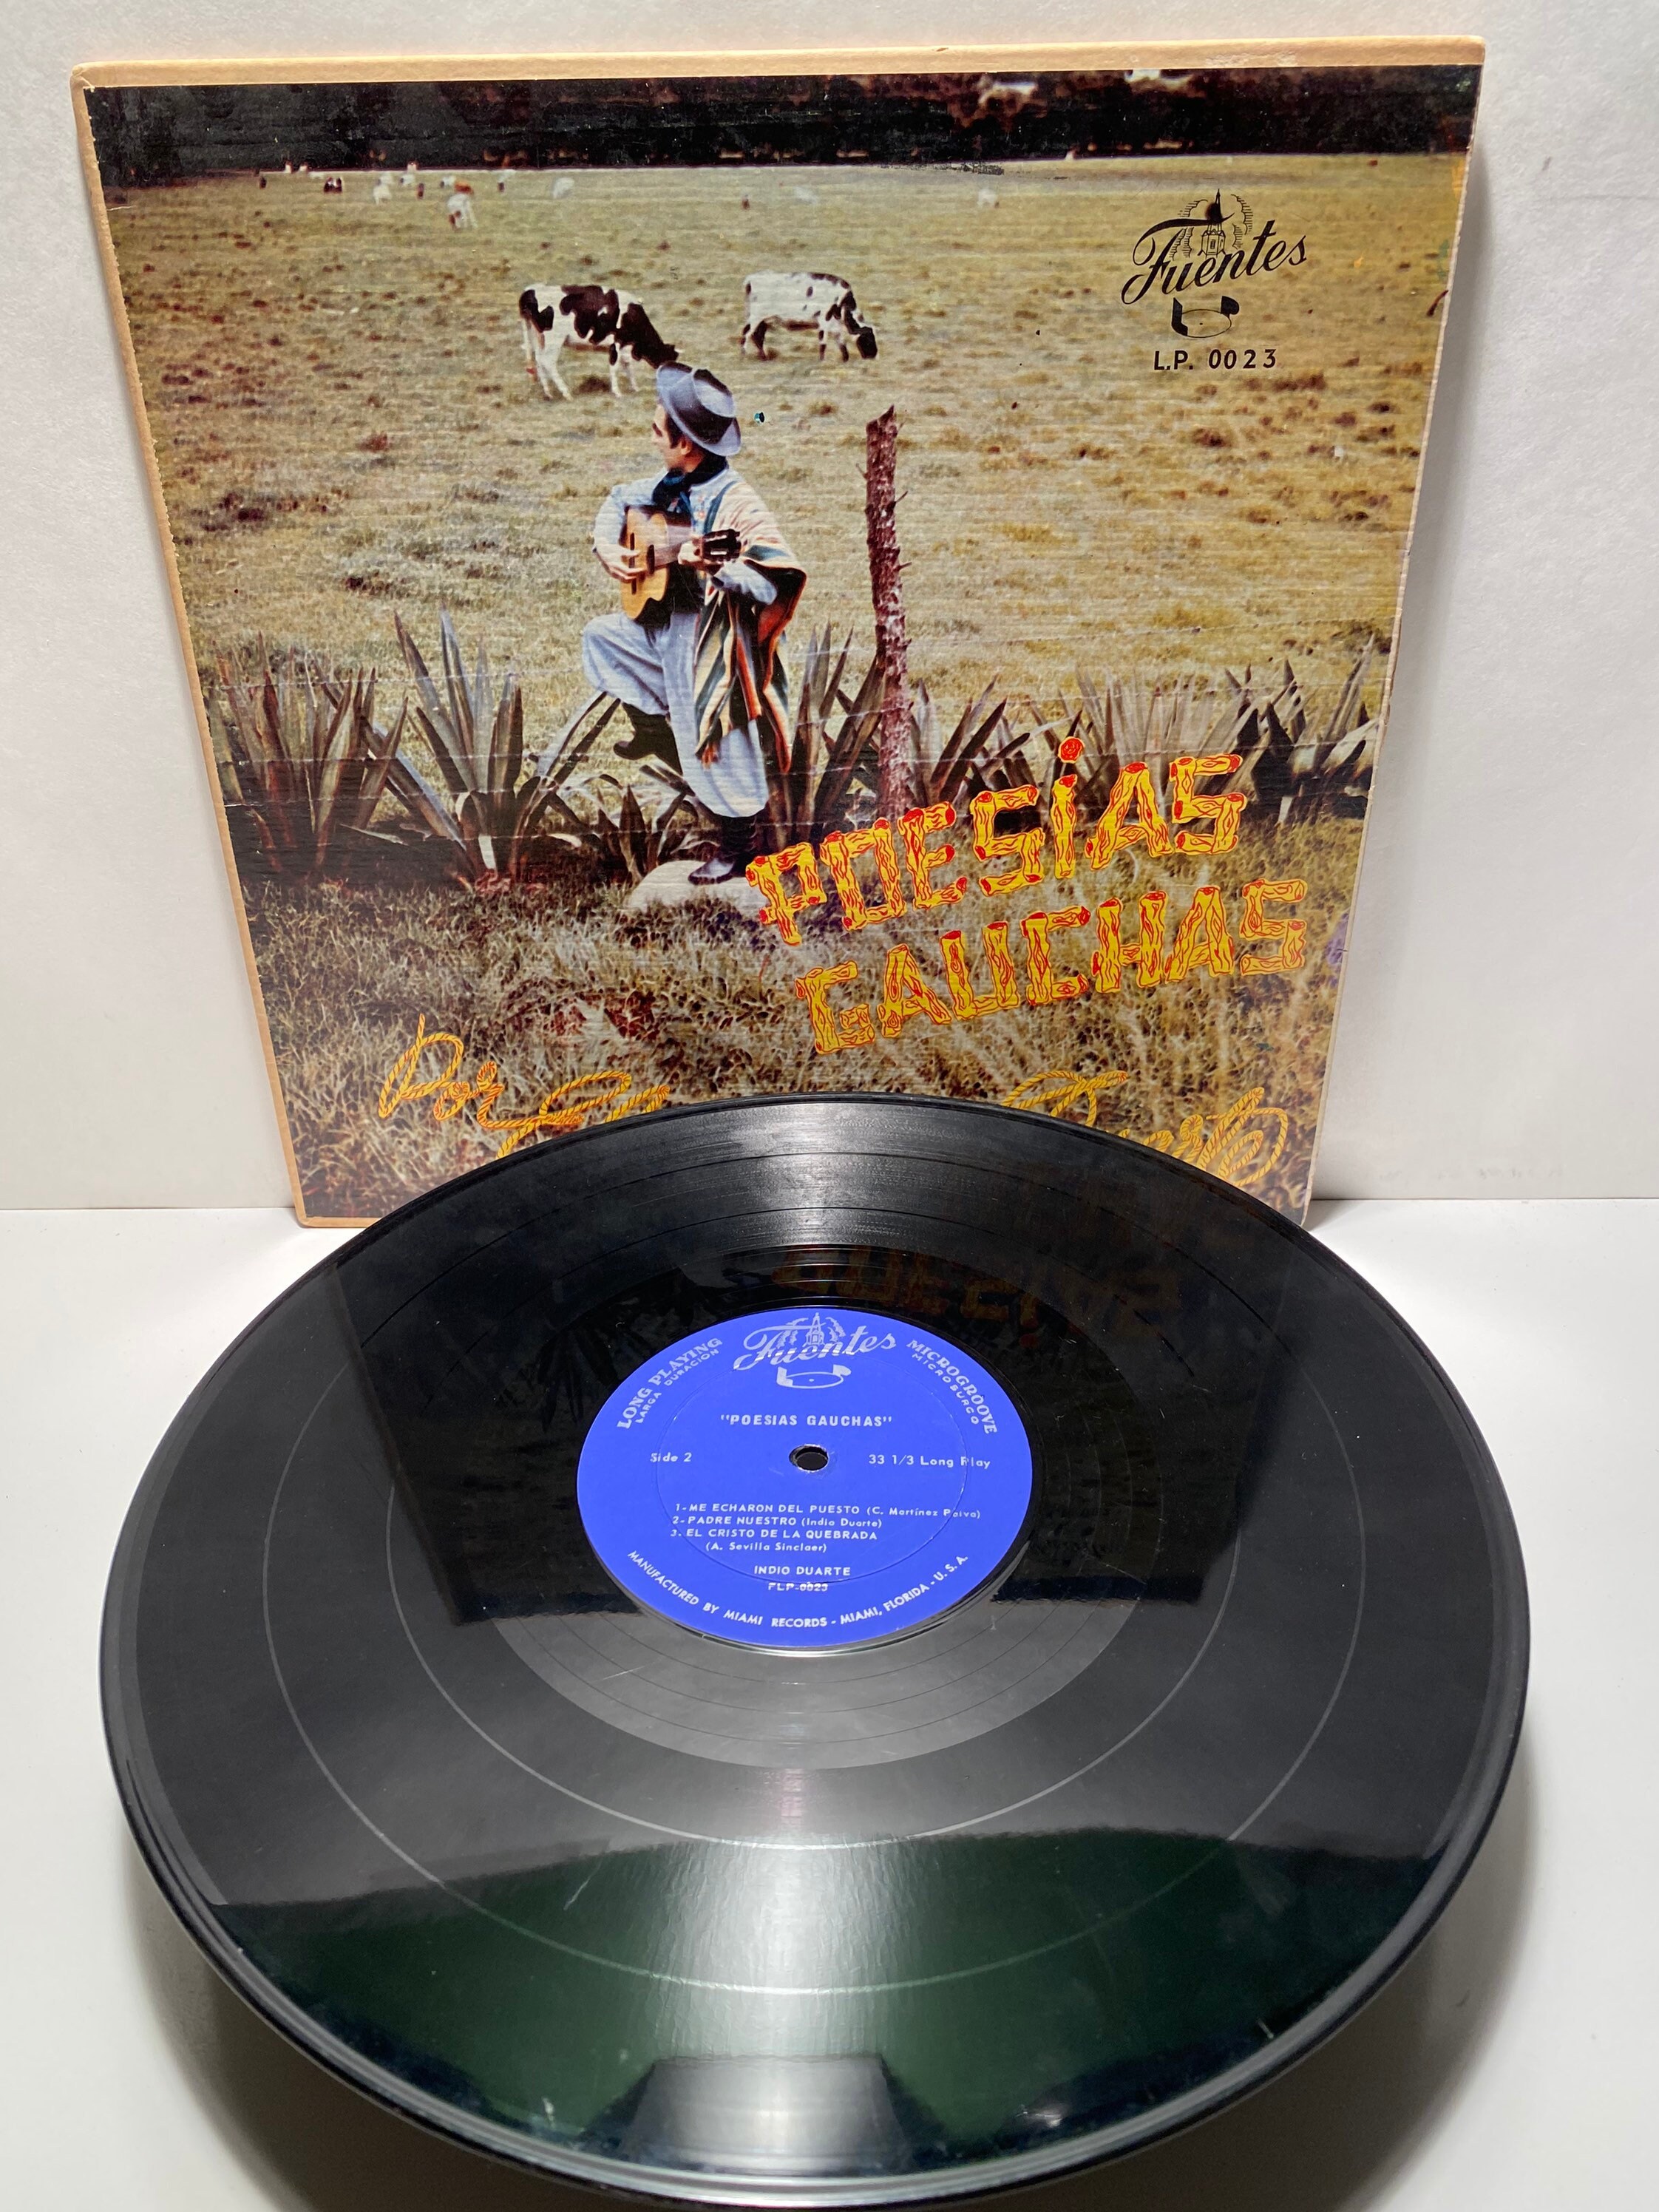 Fuentes
L.P. 0023
POESiAS
GAUCHAS
Por
Fuentes
LONG PLAYING
LARGA DURACION
MICROGROOVE
MICROSURCO
"POESIAS GAUCHAS"
Side 2
33 1/3 Long Play
1-ME ECHARON DEL PUESTO (C. Martínez Paiva)
2-PADRE NUESTRO (Indio Duarte)
3. EL CRISTO DE LA QUEBRADA
(A. Sevilla Sinclaer)
INDIO DUARTE
FLP-0023
MANUFACTURED BY MIAMI RECORDS - MIAMI, FLORIDA - U. S. A.